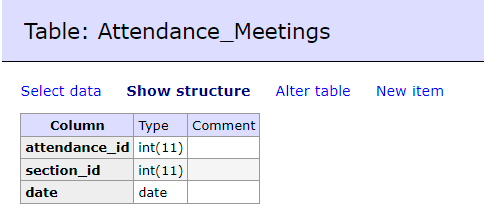 Table: Attendance_Meetings
Select data Show structure Alter table New item
Column Type Comment
attendance_id int(11)
section_id int(11)
date date